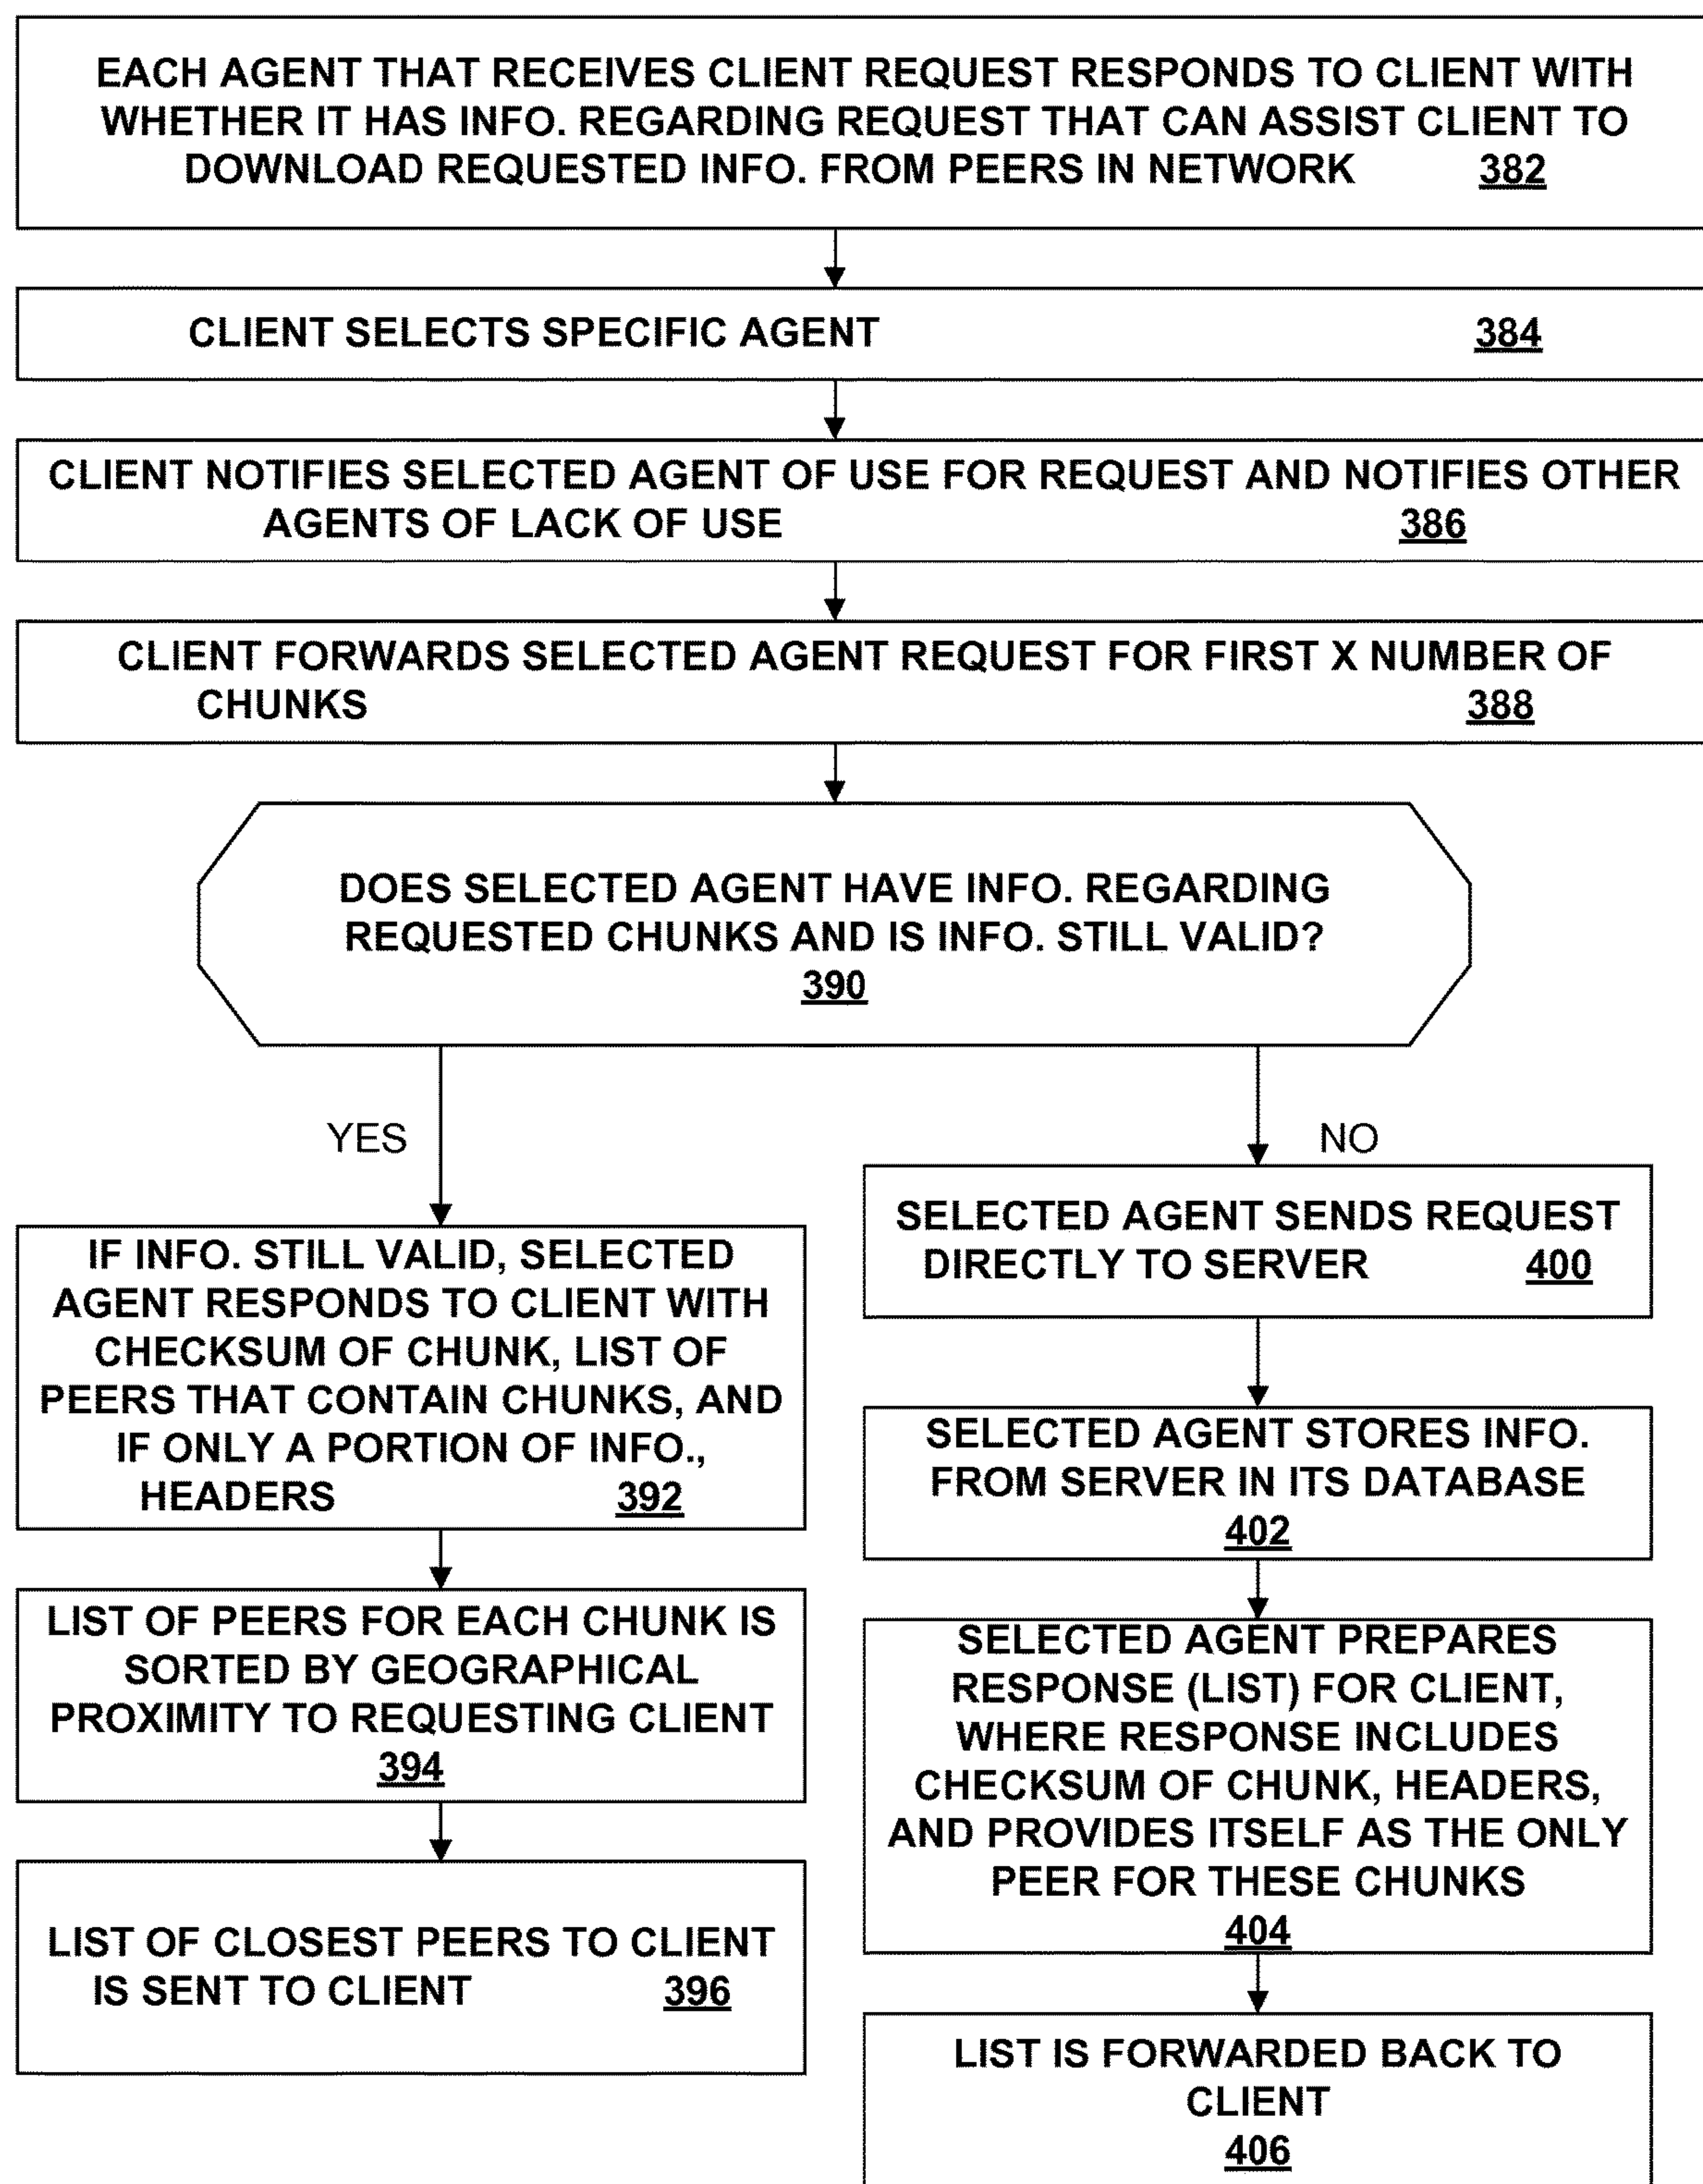 EACH AGENT THAT RECEIVES CLIENT REQUEST RESPONDS TO CLIENT WITH
WHETHER IT HAS INFO. REGARDING REQUEST THAT CAN ASSIST CLIENT TO
DOWNLOAD REQUESTED INFO. FROM PEERS IN NETWORK 382
CLIENT SELECTS SPECIFIC AGENT 384
CLIENT NOTIFIES SELECTED AGENT OF USE FOR REQUEST AND NOTIFIES OTHER
AGENTS OF LACK OF USE 386
CLIENT FORWARDS SELECTED AGENT REQUEST FOR FIRST X NUMBER OF
CHUNKS 388
DOES SELECTED AGENT HAVE INFO. REGARDING
REQUESTED CHUNKS AND IS INFO. STILL VALID?
390
YES
IF INFO. STILL VALID, SELECTED
AGENT RESPONDS TO CLIENT WITH
CHECKSUM OF CHUNK, LIST OF
PEERS THAT CONTAIN CHUNKS, AND
IF ONLY A PORTION OF INFO.,
HEADERS 392
LIST OF PEERS FOR EACH CHUNK IS
SORTED BY GEOGRAPHICAL
PROXIMITY TO REQUESTING CLIENT
394
LIST OF CLOSEST PEERS TO CLIENT
IS SENT TO CLIENT 396
NO
SELECTED AGENT SENDS REQUEST
DIRECTLY TO SERVER 400
SELECTED AGENT STORES INFO.
FROM SERVER IN ITS DATABASE
402
SELECTED AGENT PREPARES
RESPONSE (LIST) FOR CLIENT,
WHERE RESPONSE INCLUDES
CHECKSUM OF CHUNK, HEADERS,
AND PROVIDES ITSELF AS THE ONLY
PEER FOR THESE CHUNKS
404
LIST IS FORWARDED BACK TO
CLIENT
406